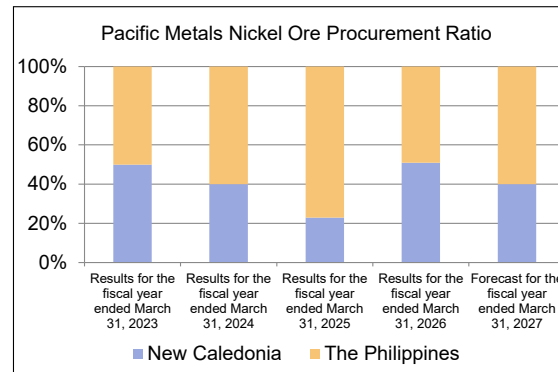 Pacific Metals Nickel Ore Procurement Ratio
100%
80%
60%
40%
20%
0%
Results for the
fiscal year
ended March
31, 2023
Results for the
fiscal year
ended March
31, 2024
Results for the
fiscal year
ended March
31, 2025
Results for the
fiscal year
ended March
31, 2026
Forecast for the
fiscal year
ended March
31, 2027
New Caledonia
The Philippines